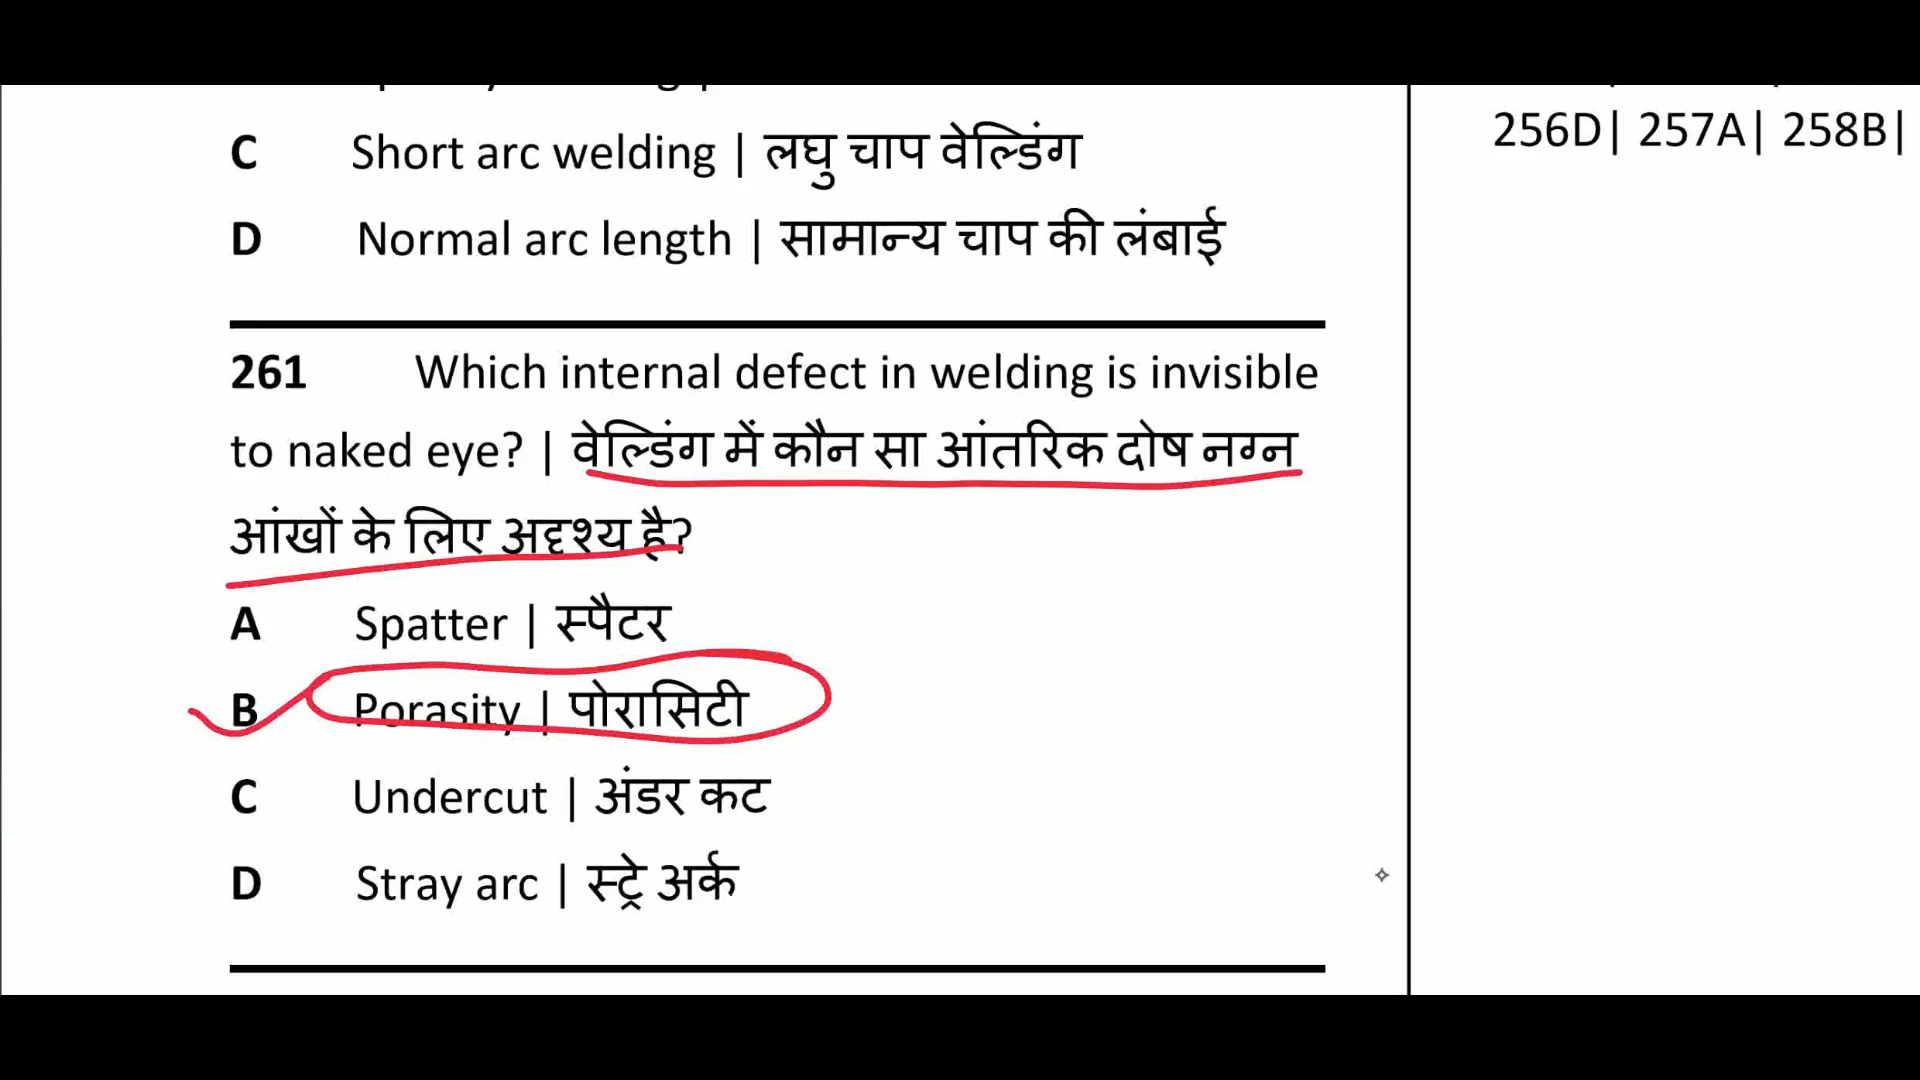 C Short arc welding | लघु चाप वेल्डिंग
D Normal arc length | सामान्य चाप की लंबाई
261 Which internal defect in welding is invisible
to naked eye? | वेल्डिंग में कौन सा आंतरिक दोष नग्न
आंखों के लिए अदृश्य है?
A Spatter | स्पैटर
B Porasity | पोरासिटी
C Undercut | अंडर कट
D Stray arc | स्ट्रे अर्क
256D| 257A| 258B|